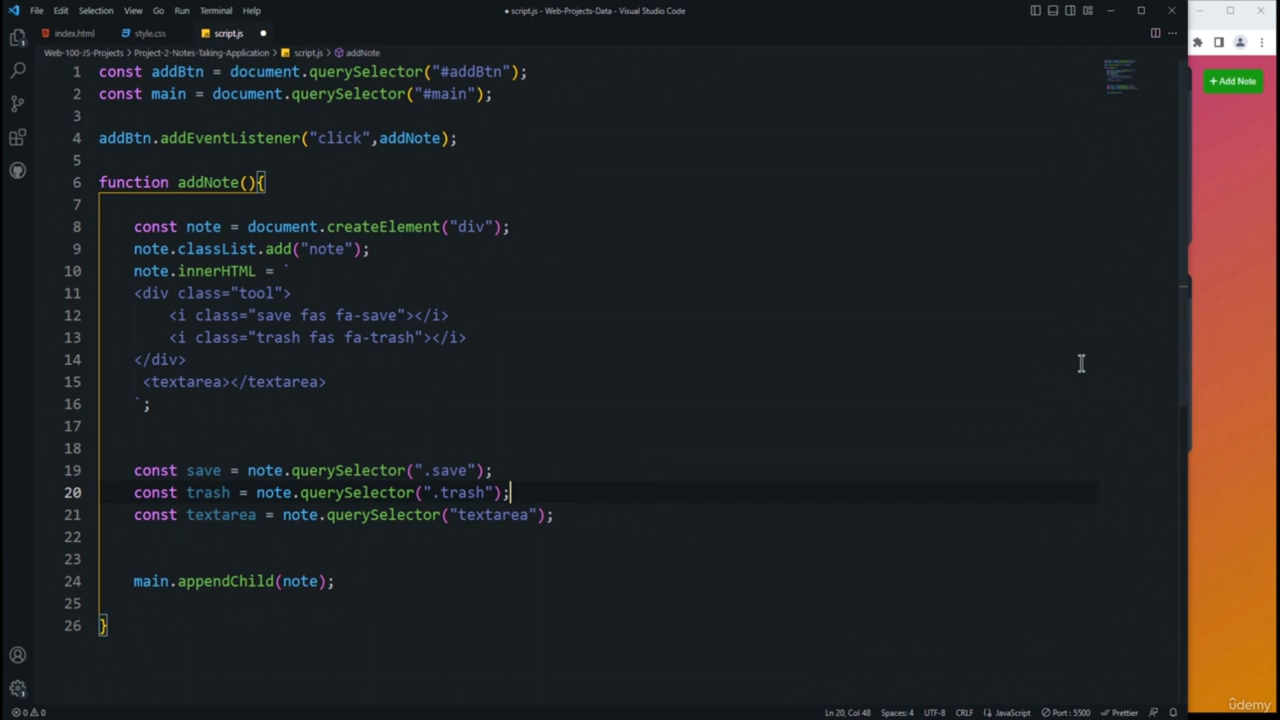 File Edit Selection View Go Run Terminal Help
● script.js - Web-Projects-Data - Visual Studio Code
index.html style.css script.js ●
Web-100-JS-Projects > Project-2-Notes-Taking-Application > script.js > addNote
1 const addBtn = document.querySelector("#addBtn");
2 const main = document.querySelector("#main");
3
4 addBtn.addEventListener("click",addNote);
5
6 function addNote(){
7
8 const note = document.createElement("div");
9 note.classList.add("note");
10 note.innerHTML = `
11 <div class="tool">
12 <i class="save fas fa-save"></i>
13 <i class="trash fas fa-trash"></i>
14 </div>
15 <textarea></textarea>
16 `;
17
18
19 const save = note.querySelector(".save");
20 const trash = note.querySelector(".trash");
21 const textarea = note.querySelector("textarea");
22
23
24 main.appendChild(note);
25
26 }
+ Add Note
0 0 Ln 20, Col 48 Spaces: 4 UTF-8 CRLF JavaScript Port : 5500 Prettier
ûdemy